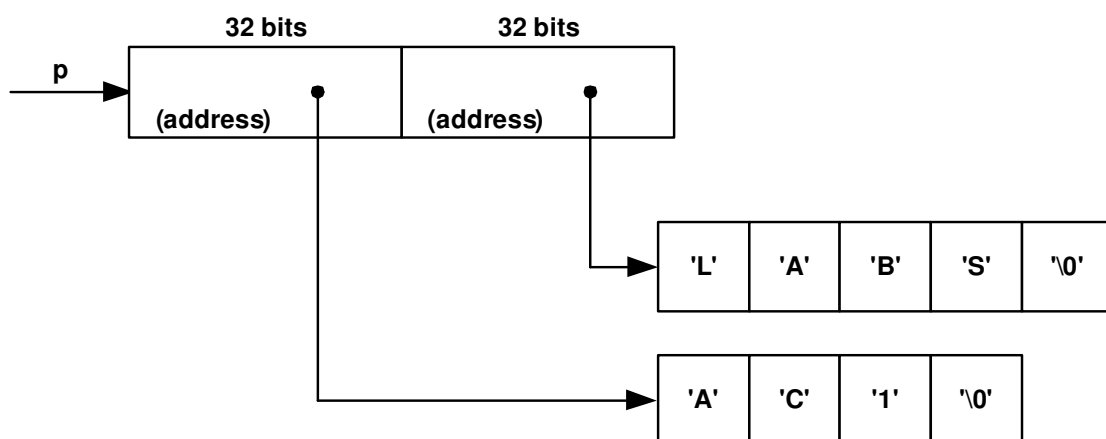 32 bits 32 bits
p
(address) (address)
'L' 'A' 'B' 'S' '\0'
'A' 'C' '1' '\0'